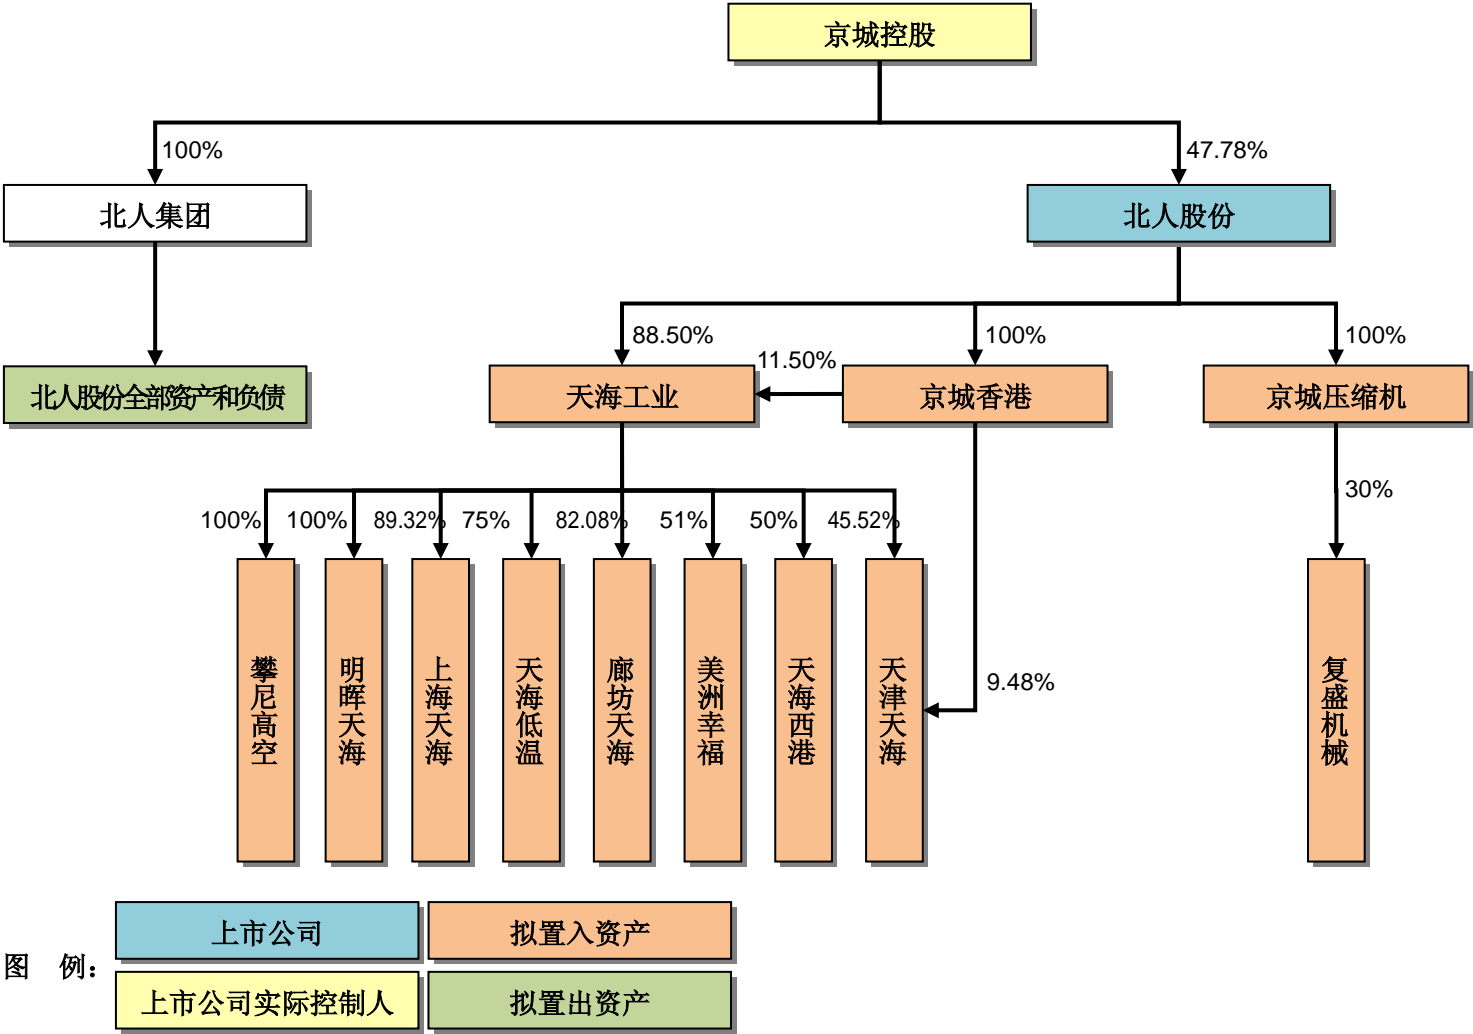 京城控股
100%
47.78%
北人集团
北人股份
88.50%
100%
100%
11.50%
北人股份全部资产和负债
天海工业
京城香港
京城压缩机
30%
100%
100%
89.32%
75%
82.08%
51%
50%
45.52%
攀尼高空
明晖天海
上海天海
天海低温
廊坊天海
美洲幸福
天海西港
天津天海
9.48%
复盛机械
图 例：
上市公司
拟置入资产
上市公司实际控制人
拟置出资产